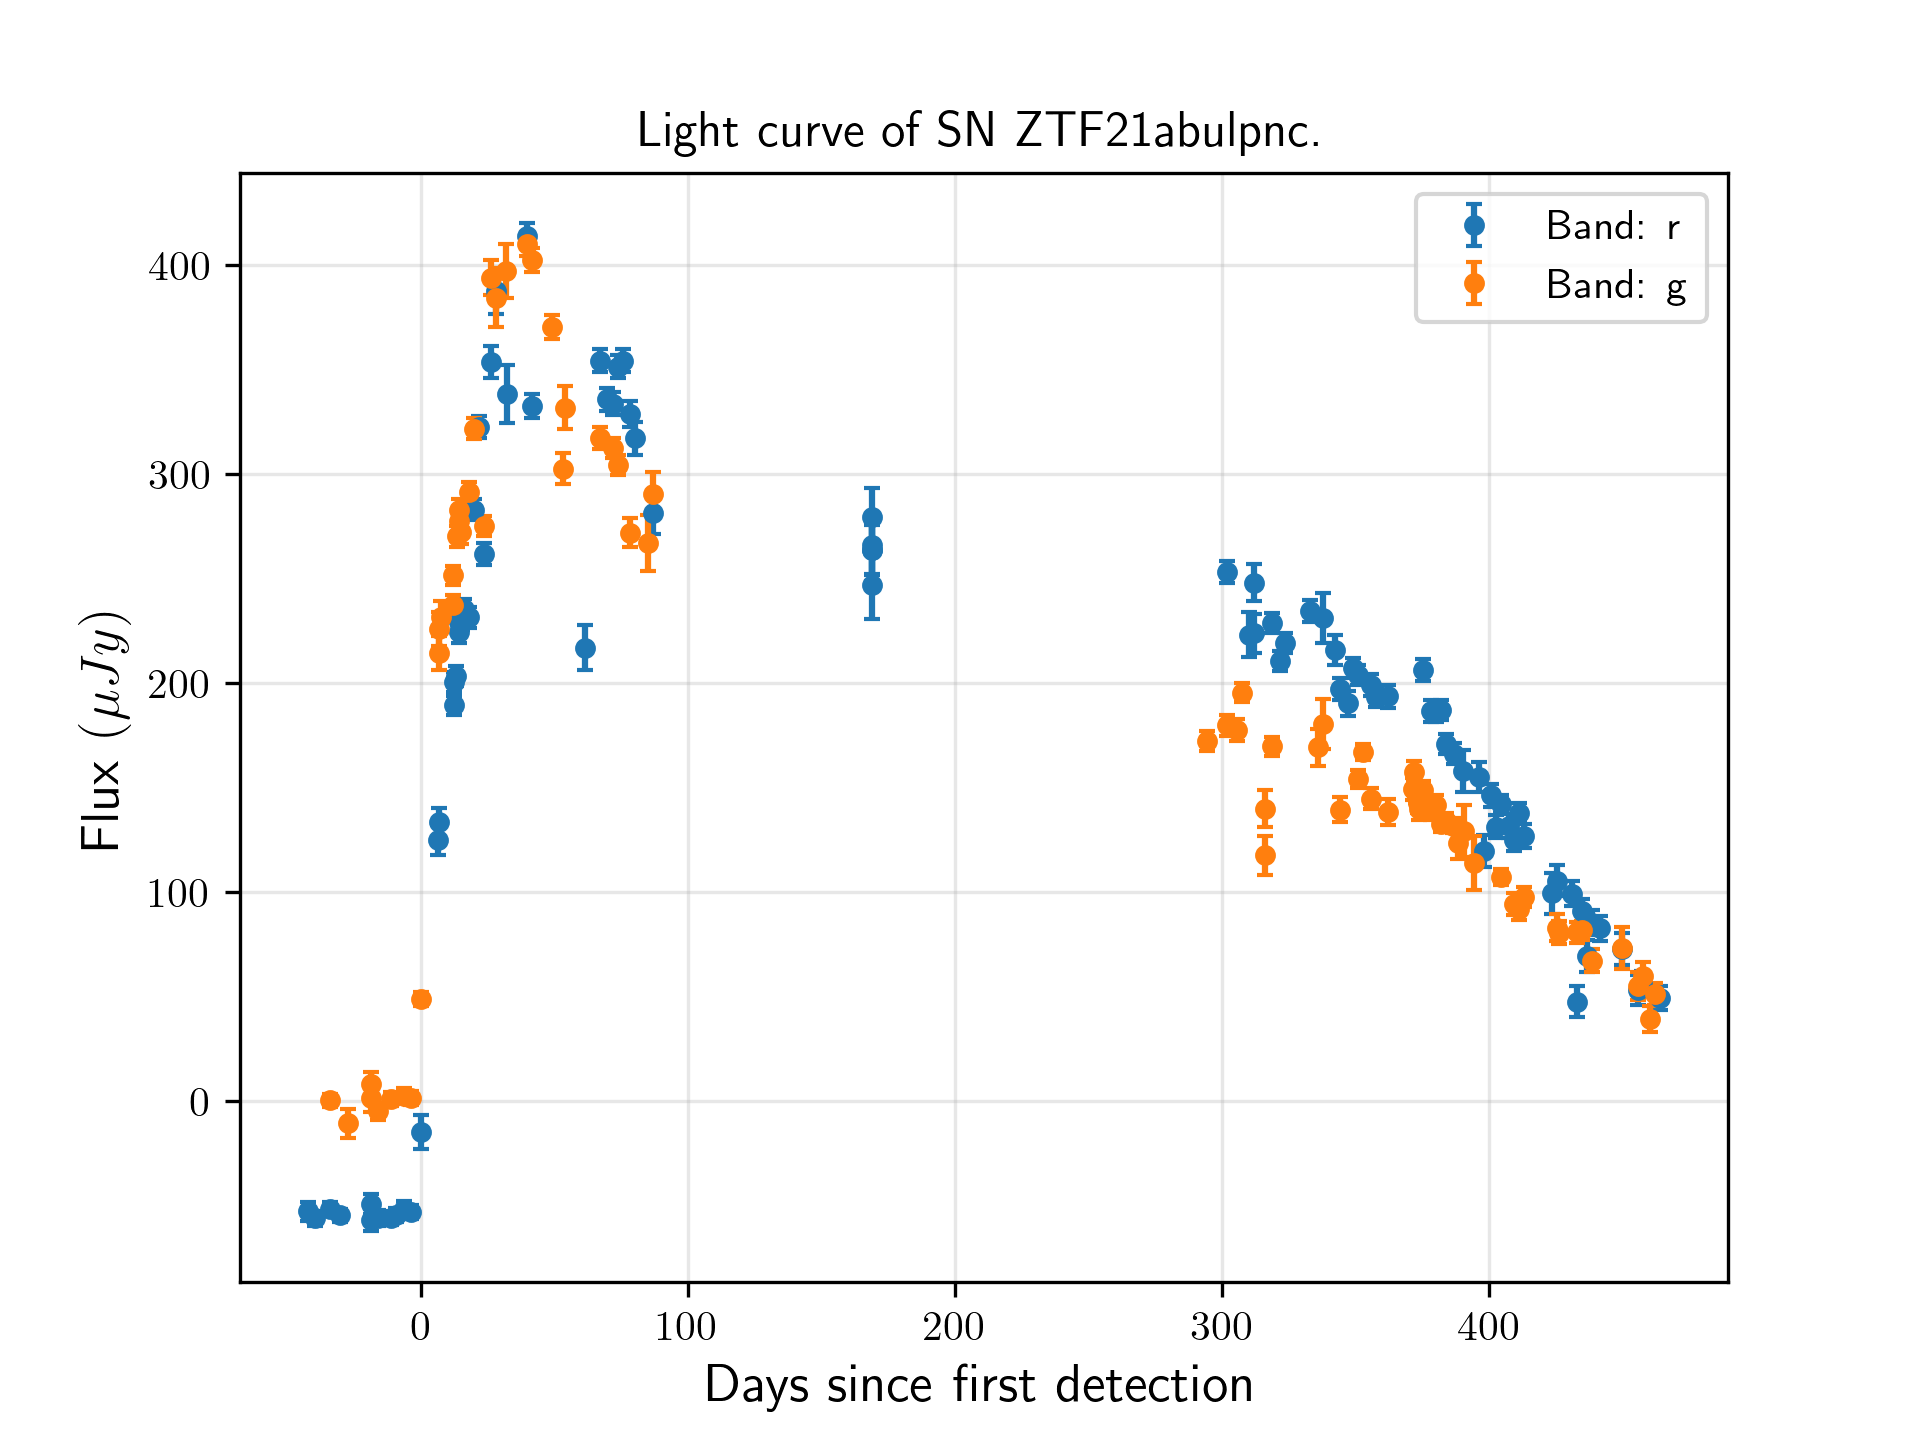 Light curve of SN ZTF21abulpnc.
Band: r
Band: g
400
300
200
100
0
Flux (μJy)
0
100
200
300
400
Days since first detection